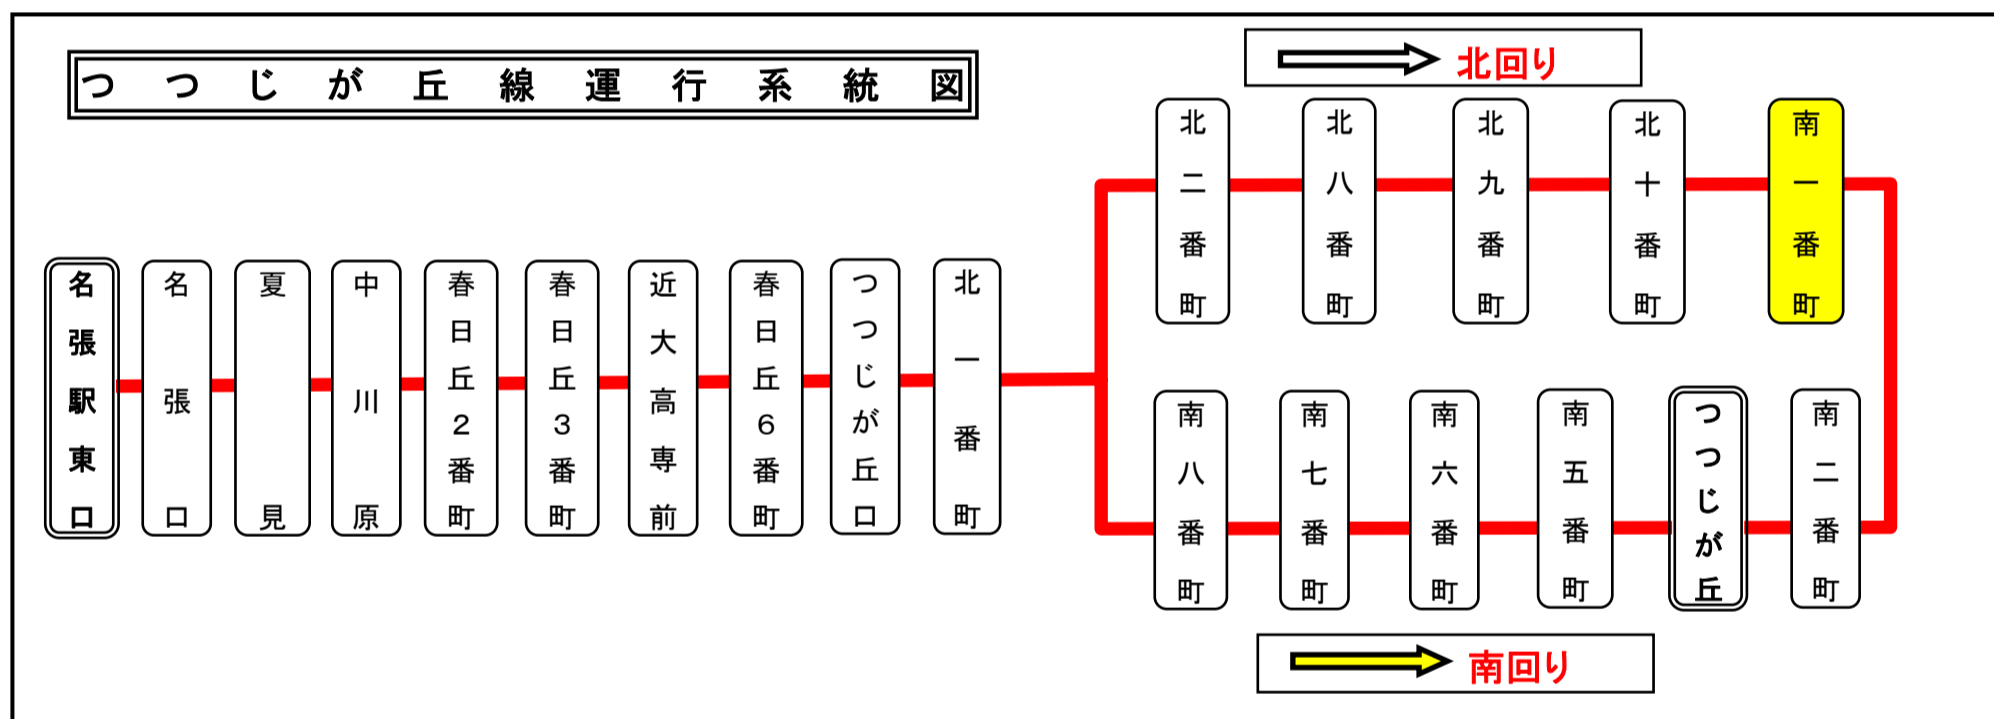 つつじが丘線運行系統図
北回り
北二番町
北八番町
北九番町
北十番町
南一番町
名張駅東口
名張口
夏見
中川原
春日丘2番町
春日丘3番町
近大高専前
春日丘6番町
つつじが丘口
北一番町
南八番町
南七番町
南六番町
南五番町
つつじが丘
南二番町
南回り